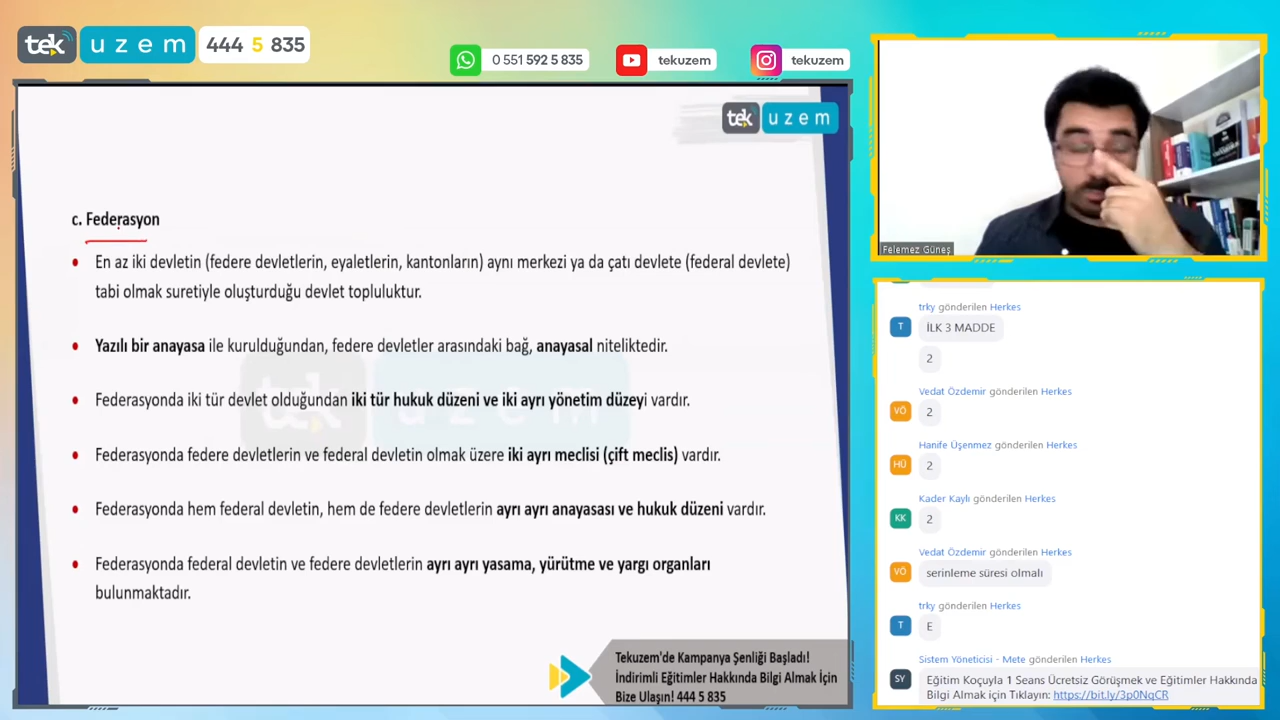 tek uzem 444 5 835
0 551 592 5 835
tekuzem
tekuzem
tek uzem
c. Federasyon
En az iki devletin (federe devletlerin, eyaletlerin, kantonların) aynı merkezi ya da çatı devlete (federal devlete)
tabi olmak suretiyle oluşturduğu devlet topluluktur.
Yazılı bir anayasa ile kurulduğundan, federe devletler arasındaki bağ, anayasal niteliktedir.
Federasyonda iki tür devlet olduğundan iki tür hukuk düzeni ve iki ayrı yönetim düzeyi vardır.
Federasyonda federe devletlerin ve federal devletin olmak üzere iki ayrı meclisi (çift meclis) vardır.
Federasyonda hem federal devletin, hem de federe devletlerin ayrı ayrı anayasası ve hukuk düzeni vardır.
Federasyonda federal devletin ve federe devletlerin ayrı ayrı yasama, yürütme ve yargı organları
bulunmaktadır.
tek uzem
Tekuzem'de Kampanya Şenliği Başladı!
İndirimli Eğitimler Hakkında Bilgi Almak İçin
Bize Ulaşın! 444 5 835
Felemez Güneş
trky gönderilen Herkes
T İLK 3 MADDE
2
Vedat Özdemir gönderilen Herkes
VÖ 2
Hanife Üşenmez gönderilen Herkes
HÜ 2
Kader Kaylı gönderilen Herkes
KK 2
Vedat Özdemir gönderilen Herkes
VÖ serinleme süresi olmalı
trky gönderilen Herkes
T E
Sistem Yöneticisi - Mete gönderilen Herkes
SY Eğitim Koçuyla 1 Seans Ücretsiz Görüşmek ve Eğitimler Hakkında
Bilgi Almak için Tıklayın: https://bit.ly/3p0NqCR